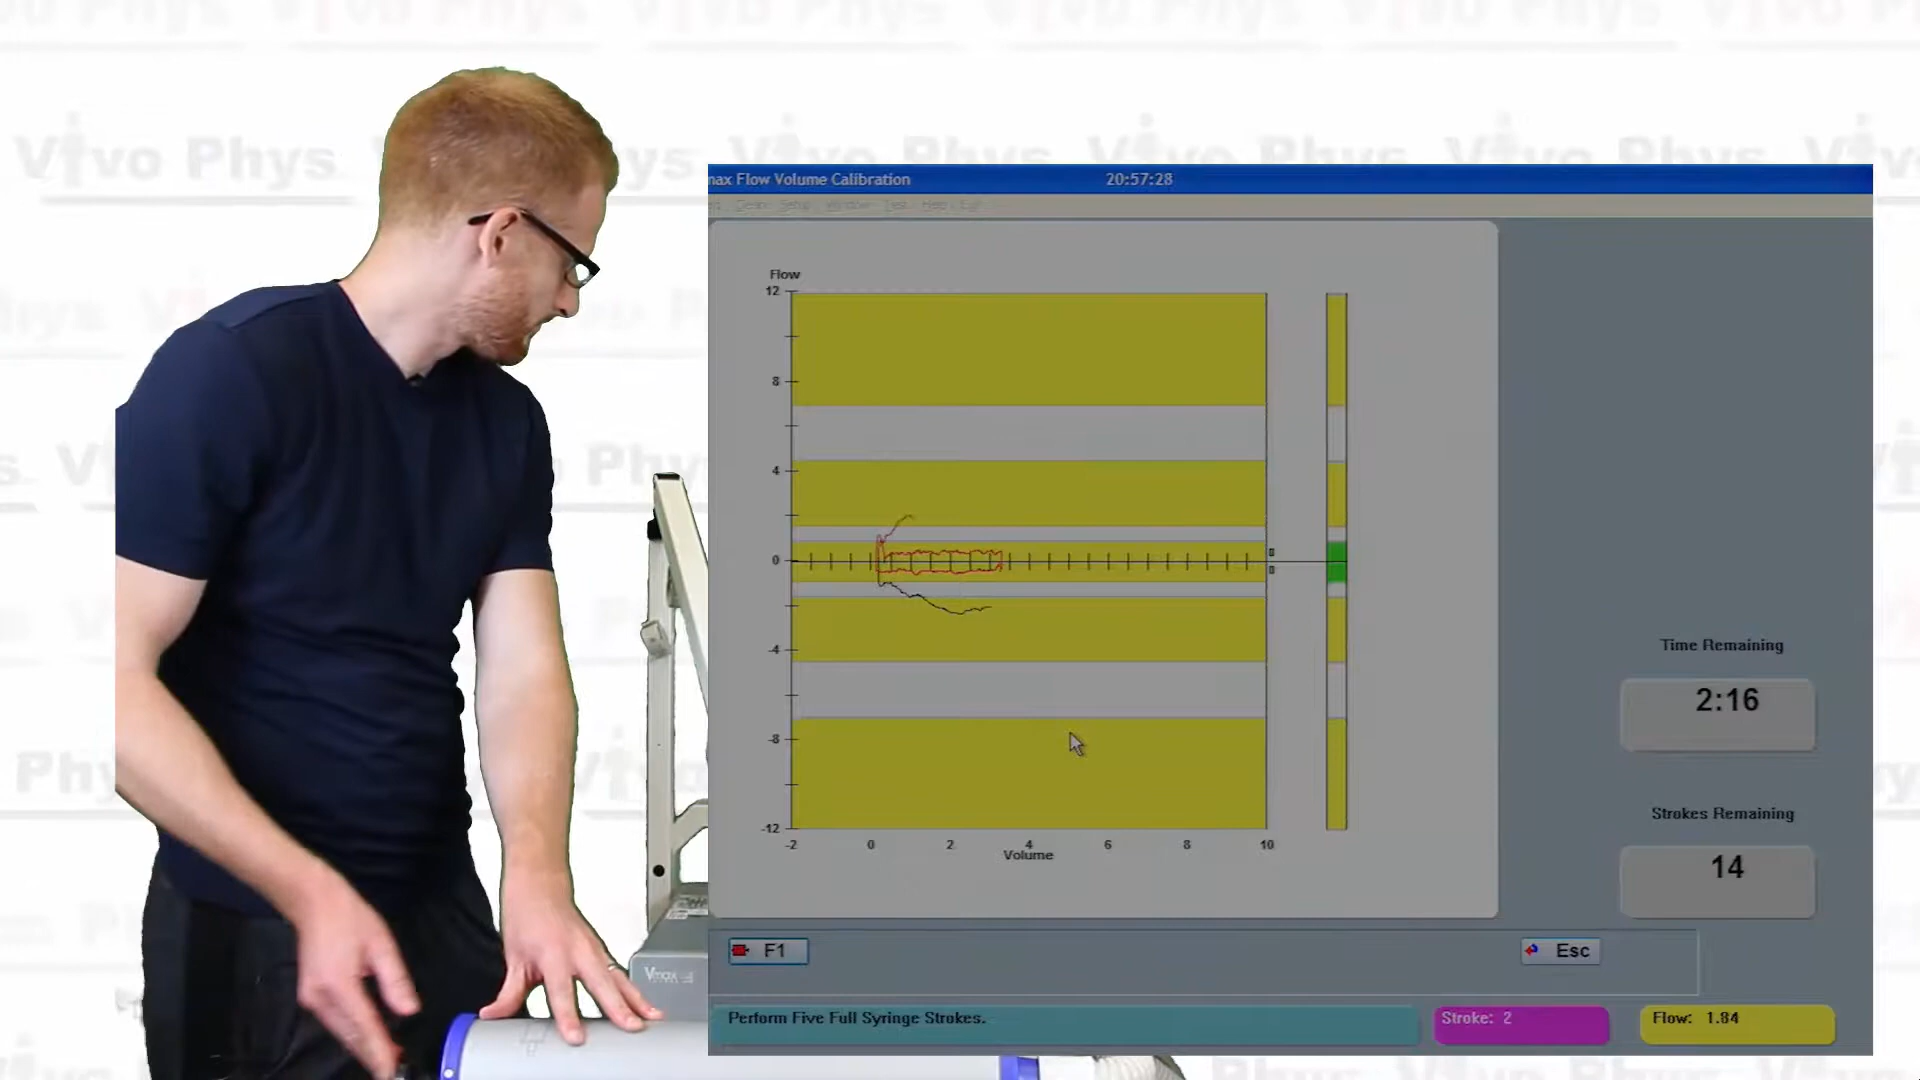 Vivo Phys
max Flow Volume Calibration 20:57:28
Flow
12
8
4
0
-4
-8
-12
-2 0 2 4 6 8 10
Volume
Time Remaining
2:16
Strokes Remaining
14
F1
Esc
Vmax
Perform Five Full Syringe Strokes.
Stroke: 2
Flow: 1.84